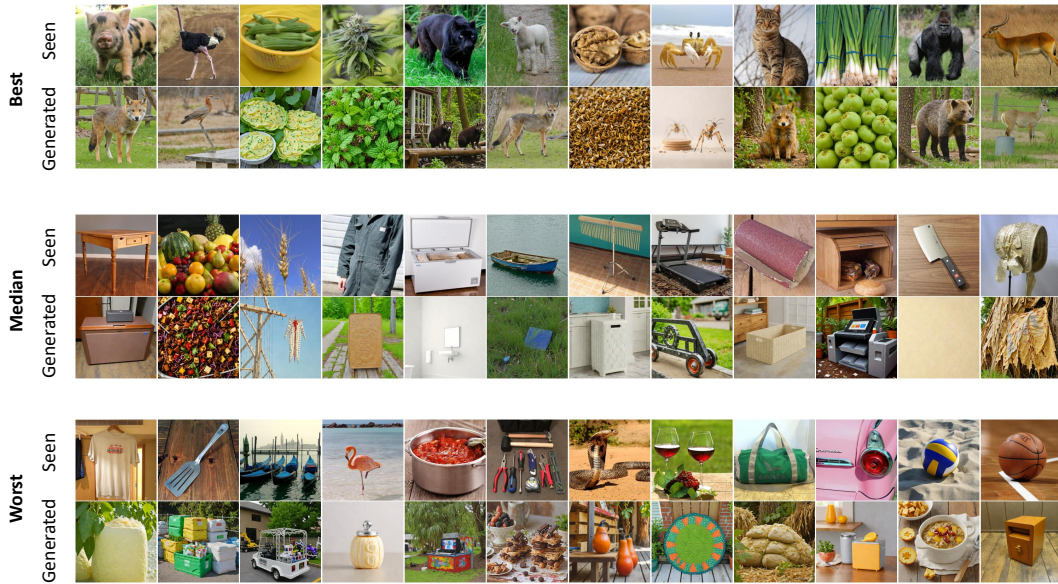 Best
Seen
Generated
Median
Seen
Generated
Worst
Seen
Generated